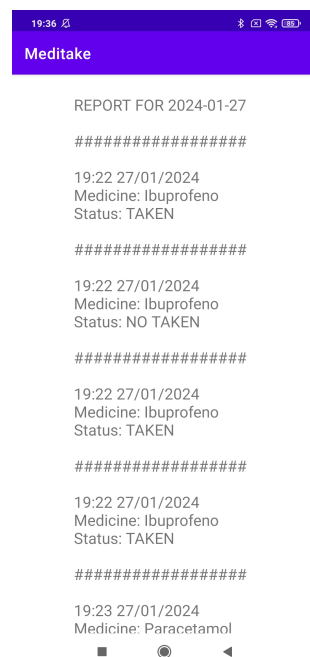 19:36
85
Meditake
REPORT FOR 2024-01-27
##################
19:22 27/01/2024
Medicine: Ibuprofeno
Status: TAKEN
##################
19:22 27/01/2024
Medicine: Ibuprofeno
Status: NO TAKEN
##################
19:22 27/01/2024
Medicine: Ibuprofeno
Status: TAKEN
##################
19:22 27/01/2024
Medicine: Ibuprofeno
Status: TAKEN
##################
19:23 27/01/2024
Medicine: Paracetamol